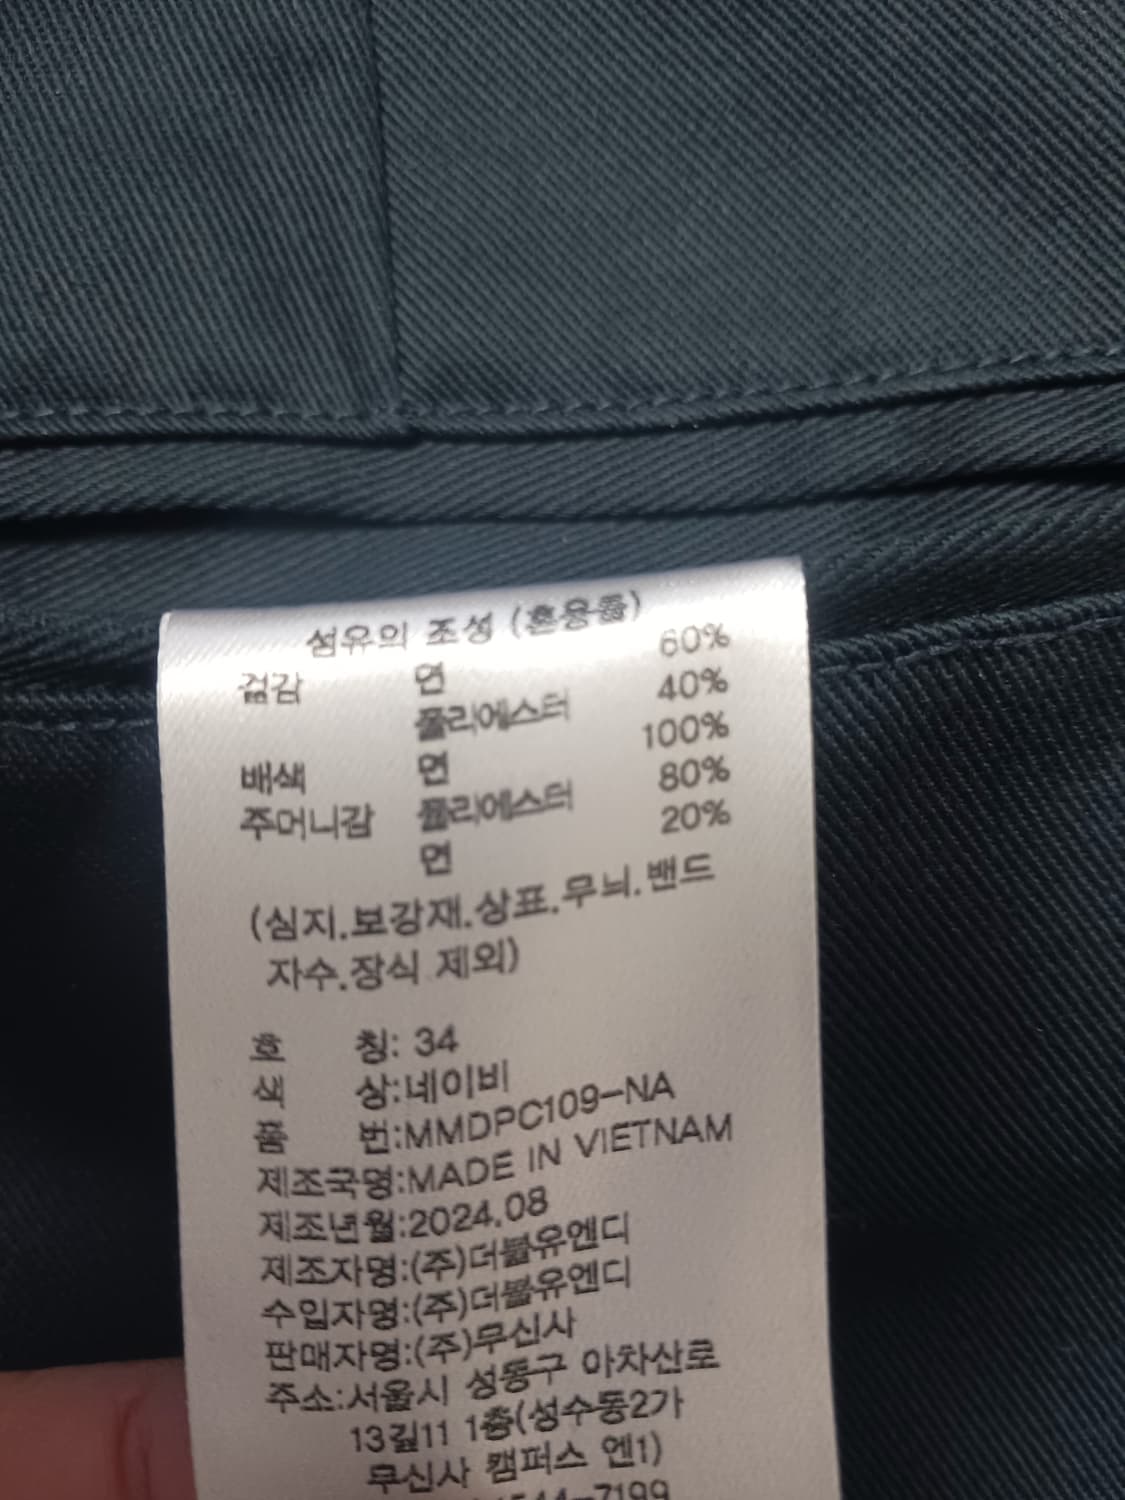 섬유의 조성 (혼용률)
겉감 면 60%
폴리에스터 40%
배색 면 100%
주머니감 폴리에스터 80%
면 20%
(심지.보강재.상표.무늬.밴드
자수.장식 제외)
호 칭: 34
색 상:네이비
품 번:MMDPC109-NA
제조국명:MADE IN VIETNAM
제조년월:2024.08
제조자명:(주)더블유앤디
수입자명:(주)더블유앤디
판매자명:(주)무신사
주소:서울시 성동구 아차산로
13길11 1층(성수동2가
무신사 캠퍼스 엔1)
1544-7199